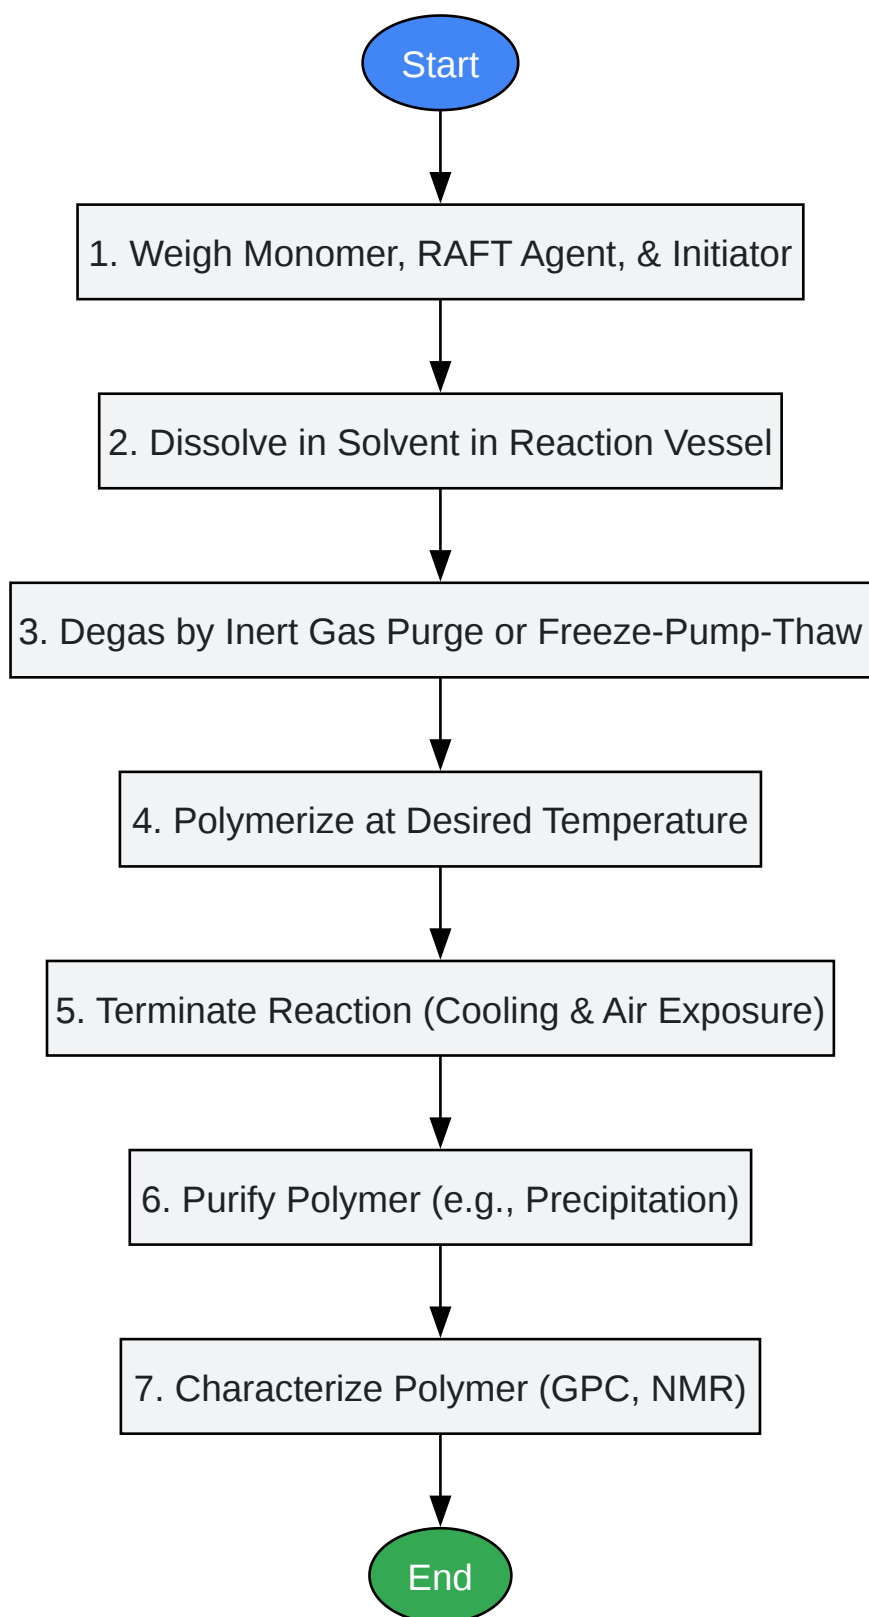 Start
1. Weigh Monomer, RAFT Agent, & Initiator
2. Dissolve in Solvent in Reaction Vessel
3. Degas by Inert Gas Purge or Freeze-Pump-Thaw
4. Polymerize at Desired Temperature
5. Terminate Reaction (Cooling & Air Exposure)
6. Purify Polymer (e.g., Precipitation)
7. Characterize Polymer (GPC, NMR)
End